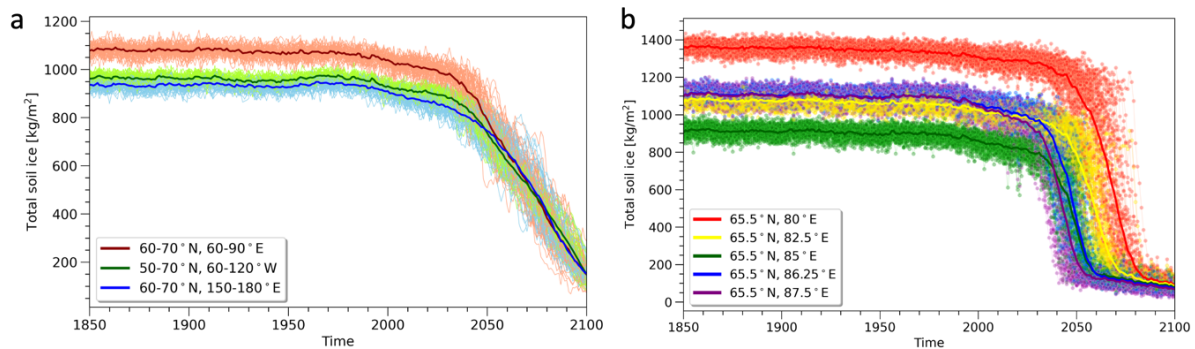 a
Total soil ice [kg/m²]
1200
1000
800
600
400
200
60-70°N, 60-90°E
50-70°N, 60-120°W
60-70°N, 150-180°E
1850 1900 1950 2000 2050 2100
Time
b
Total soil ice [kg/m²]
1400
1200
1000
800
600
400
200
0
65.5°N, 80°E
65.5°N, 82.5°E
65.5°N, 85°E
65.5°N, 86.25°E
65.5°N, 87.5°E
1850 1900 1950 2000 2050 2100
Time